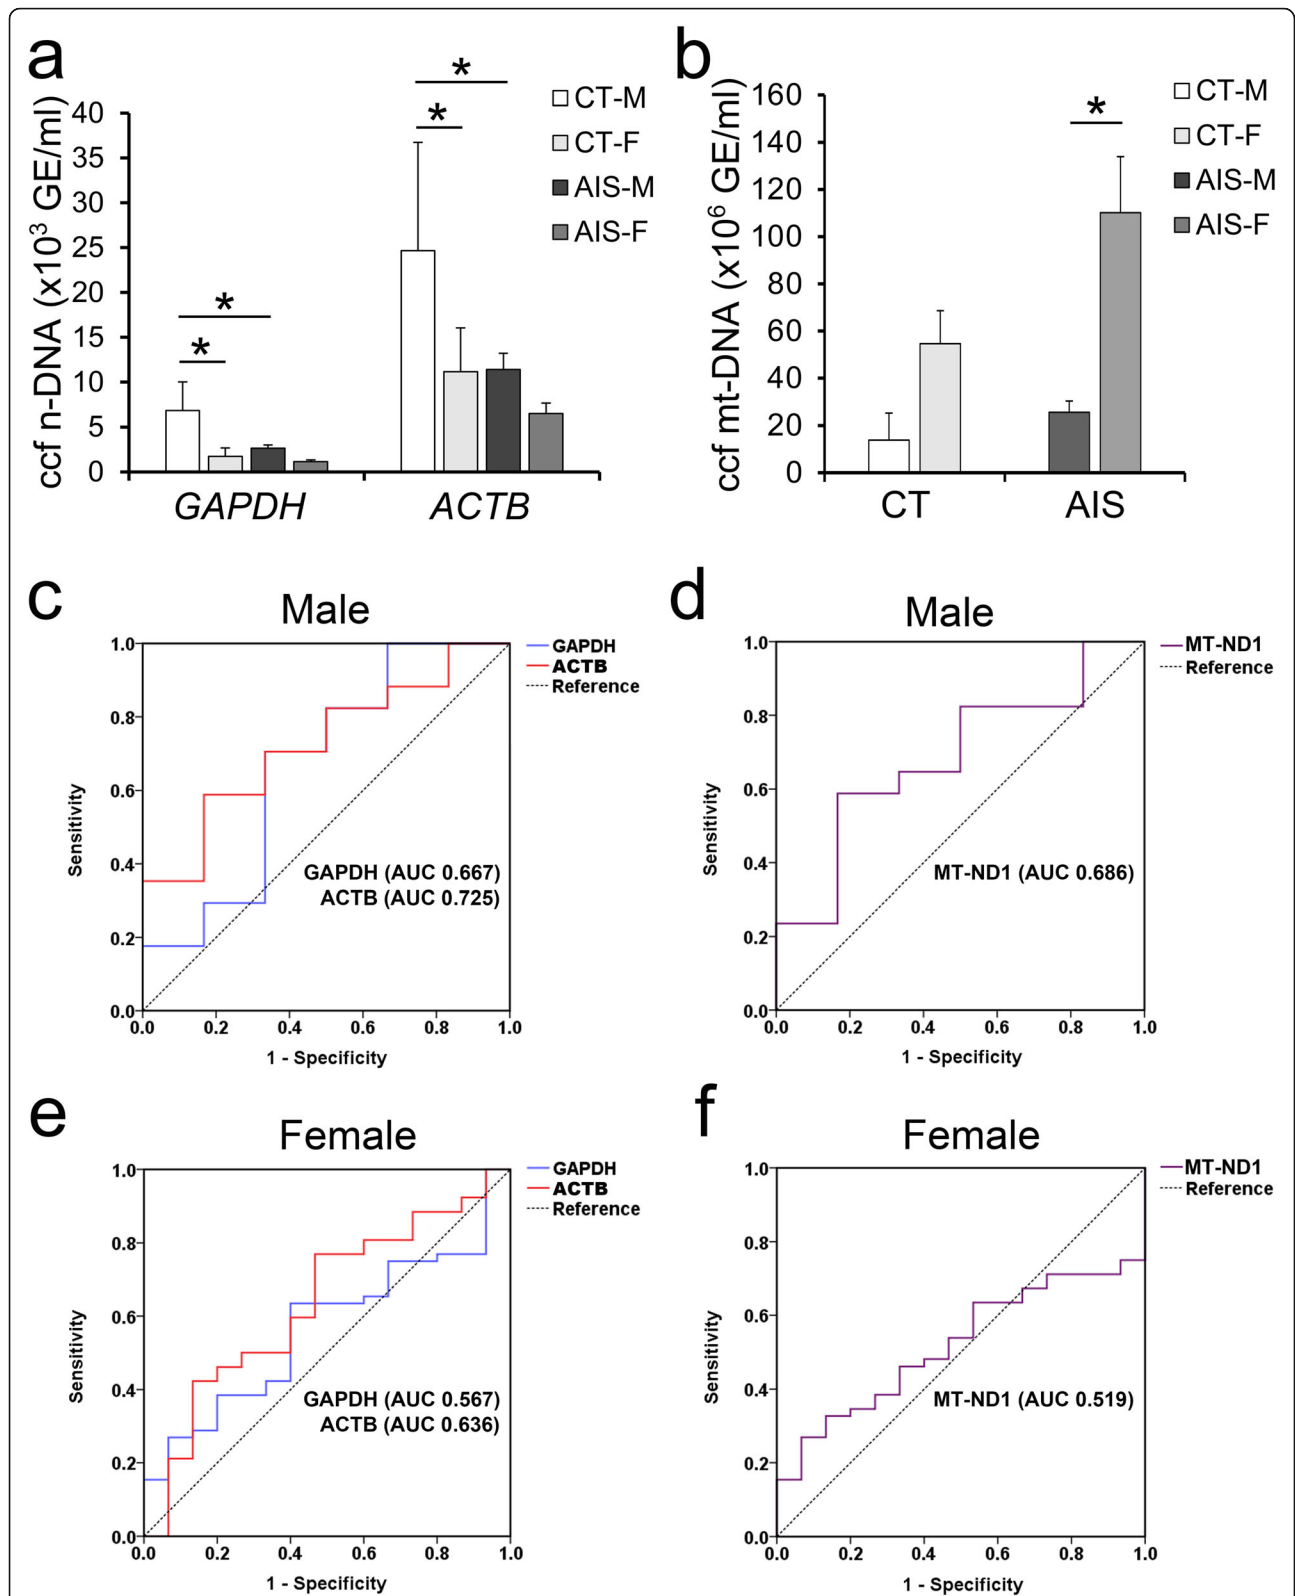 a
ccf n-DNA (x10³ GE/ml)
40
35
30
25
20
15
10
5
0
*
*
*
*
GAPDH
ACTB
CT-M
CT-F
AIS-M
AIS-F
b
ccf mt-DNA (x10⁶ GE/ml)
160
140
120
100
80
60
40
20
0
*
CT
AIS
CT-M
CT-F
AIS-M
AIS-F
c
Male
Sensitivity
1.0
0.8
0.6
0.4
0.2
0.0
0.0 0.2 0.4 0.6 0.8 1.0
1 - Specificity
GAPDH (AUC 0.667)
ACTB (AUC 0.725)
GAPDH
ACTB
Reference
d
Male
Sensitivity
1.0
0.8
0.6
0.4
0.2
0.0
0.0 0.2 0.4 0.6 0.8 1.0
1 - Specificity
MT-ND1 (AUC 0.686)
MT-ND1
Reference
e
Female
Sensitivity
1.0
0.8
0.6
0.4
0.2
0.0
0.0 0.2 0.4 0.6 0.8 1.0
1 - Specificity
GAPDH (AUC 0.567)
ACTB (AUC 0.636)
GAPDH
ACTB
Reference
f
Female
Sensitivity
1.0
0.8
0.6
0.4
0.2
0.0
0.0 0.2 0.4 0.6 0.8 1.0
1 - Specificity
MT-ND1 (AUC 0.519)
MT-ND1
Reference